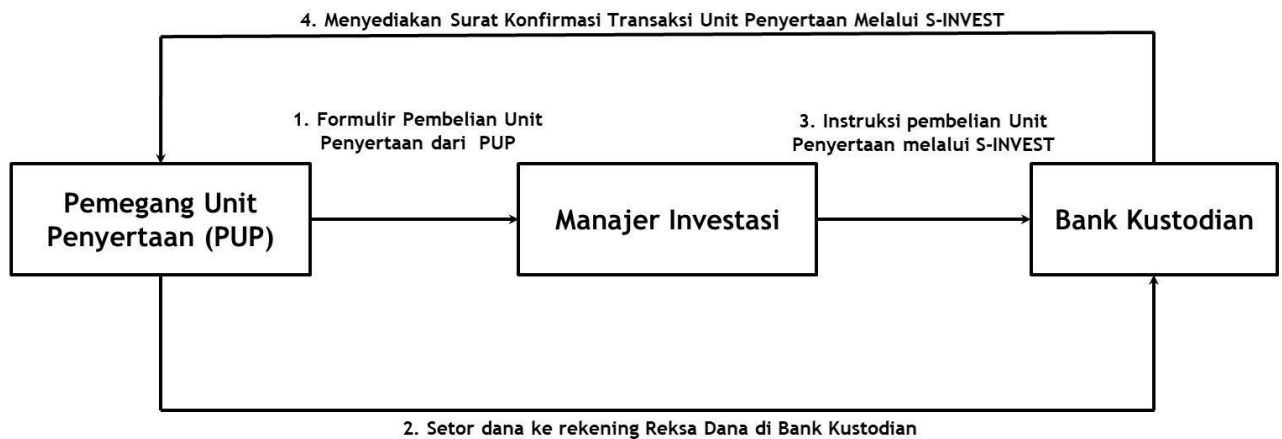 4. Menyediakan Surat Konfirmasi Transaksi Unit Penyertaan Melalui S-INVEST
1. Formulir Pembelian Unit
Penyertaan dari PUP
3. Instruksi pembelian Unit
Penyertaan melalui S-INVEST
Pemegang Unit
Penyertaan (PUP)
Manajer Investasi
Bank Kustodian
2. Setor dana ke rekening Reksa Dana di Bank Kustodian